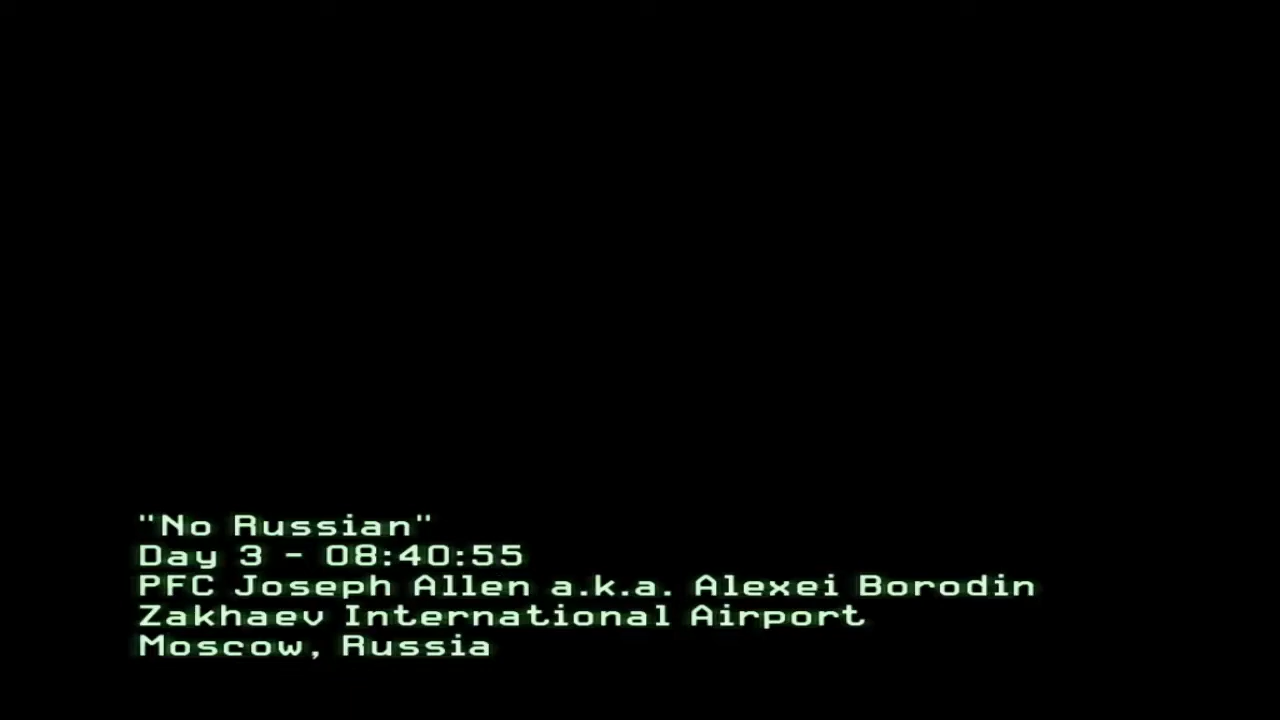 "No Russian"
Day 3 - 08:40:55
PFC Joseph Allen a.k.a. Alexei Borodin
Zakhaev International Airport
Moscow, Russia